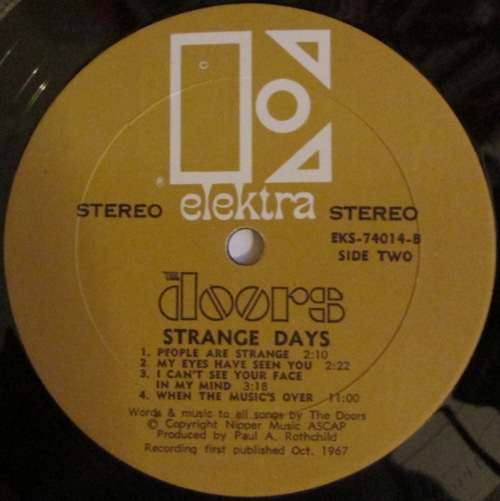 elektra
STEREO STEREO
EKS-74014-B
SIDE TWO
THE
doors
STRANGE DAYS
1. PEOPLE ARE STRANGE 2:10
2. MY EYES HAVE SEEN YOU 2:22
3. I CAN'T SEE YOUR FACE
IN MY MIND 3:18
4. WHEN THE MUSIC'S OVER 11:00
Words & music to all songs by The Doors
© Copyright Nipper Music ASCAP
Produced by Paul A. Rothchild
Recording first published Oct. 1967